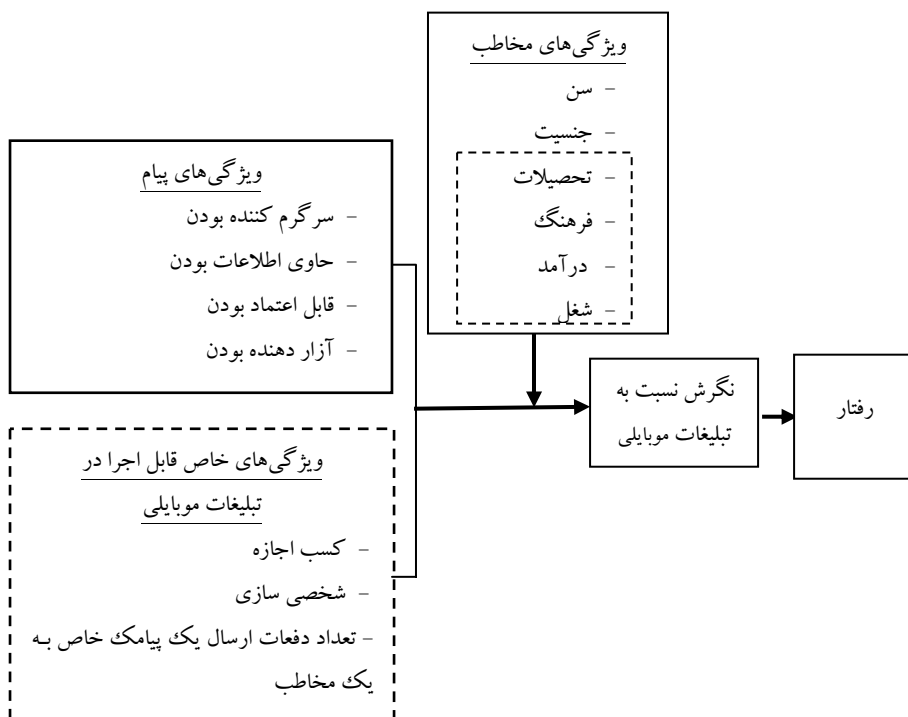 ویژگی‌های مخاطب
- سن
- جنسیت
- تحصیلات
- فرهنگ
- درآمد
- شغل
ویژگی‌های پیام
- سرگرم کننده بودن
- حاوی اطلاعات بودن
- قابل اعتماد بودن
- آزار دهنده بودن
نگرش نسبت به
تبلیغات موبایلی
رفتار
ویژگی‌های خاص قابل اجرا در
تبلیغات موبایلی
- کسب اجازه
- شخصی سازی
- تعداد دفعات ارسال یک پیامک خاص به
یک مخاطب